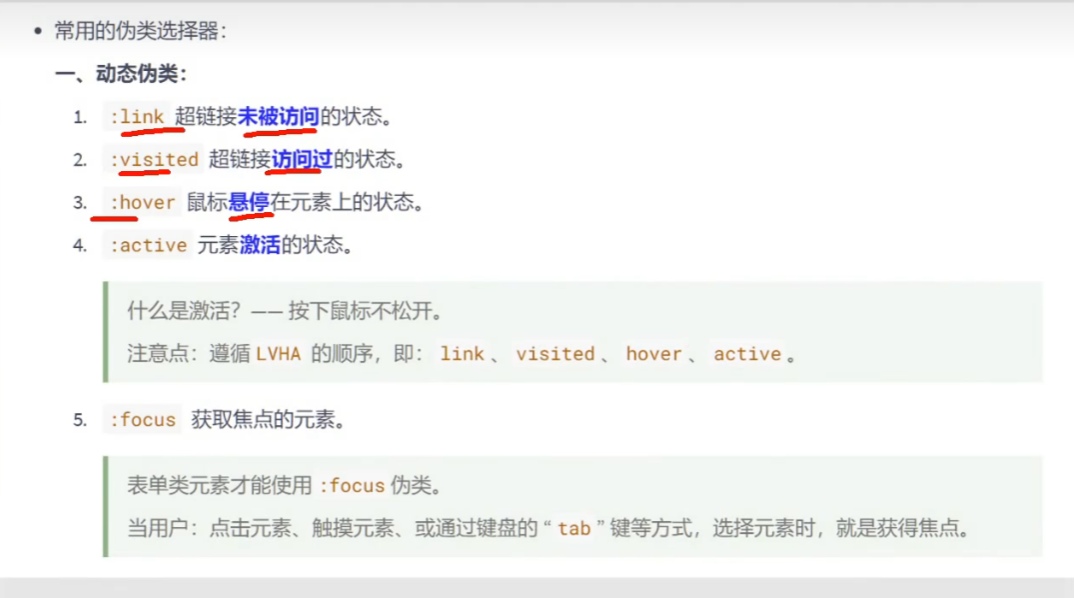 • 常用的伪类选择器：
一、动态伪类：
1. :link 超链接未被访问的状态。
2. :visited 超链接访问过的状态。
3. :hover 鼠标悬停在元素上的状态。
4. :active 元素激活的状态。
什么是激活？—— 按下鼠标不松开。
注意点：遵循 LVHA 的顺序，即：link 、 visited 、 hover 、 active 。
5. :focus 获取焦点的元素。
表单类元素才能使用 :focus 伪类。
当用户：点击元素、触摸元素、或通过键盘的 “ tab ” 键等方式，选择元素时，就是获得焦点。